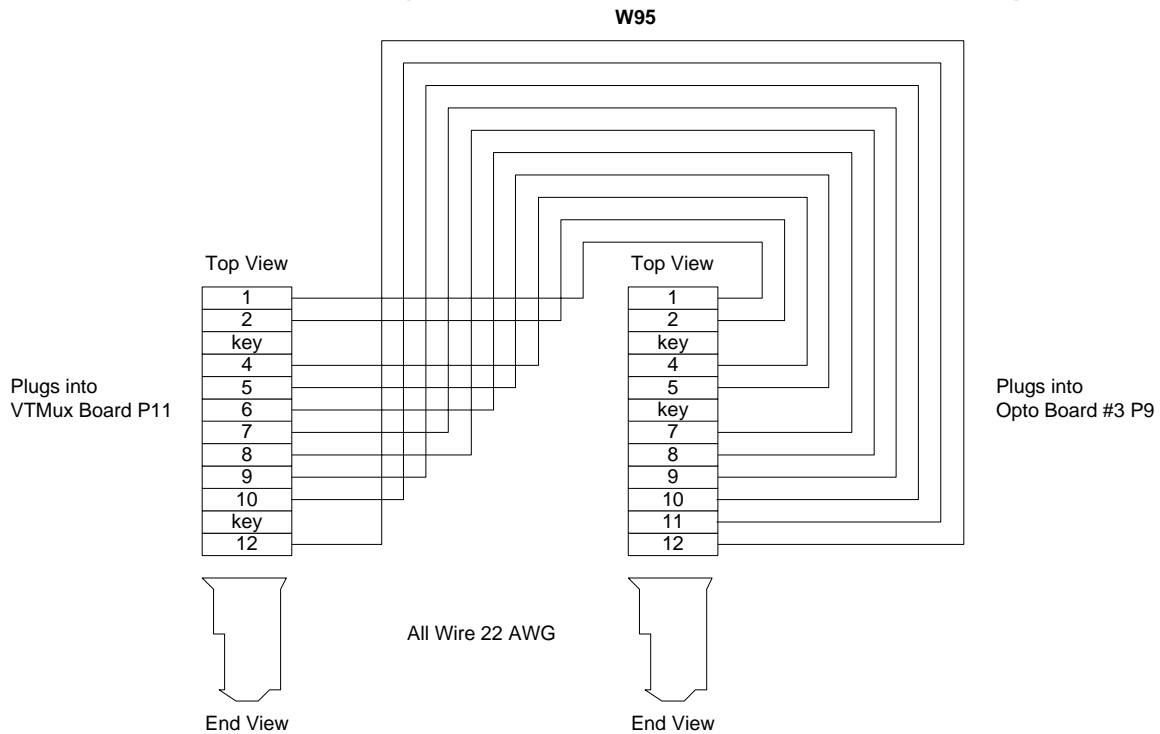 W95
Top View
1
2
key
4
5
6
7
8
9
10
key
12
Top View
1
2
key
4
5
key
7
8
9
10
11
12
Plugs into
VTMux Board P11
Plugs into
Opto Board #3 P9
All Wire 22 AWG
End View
End View